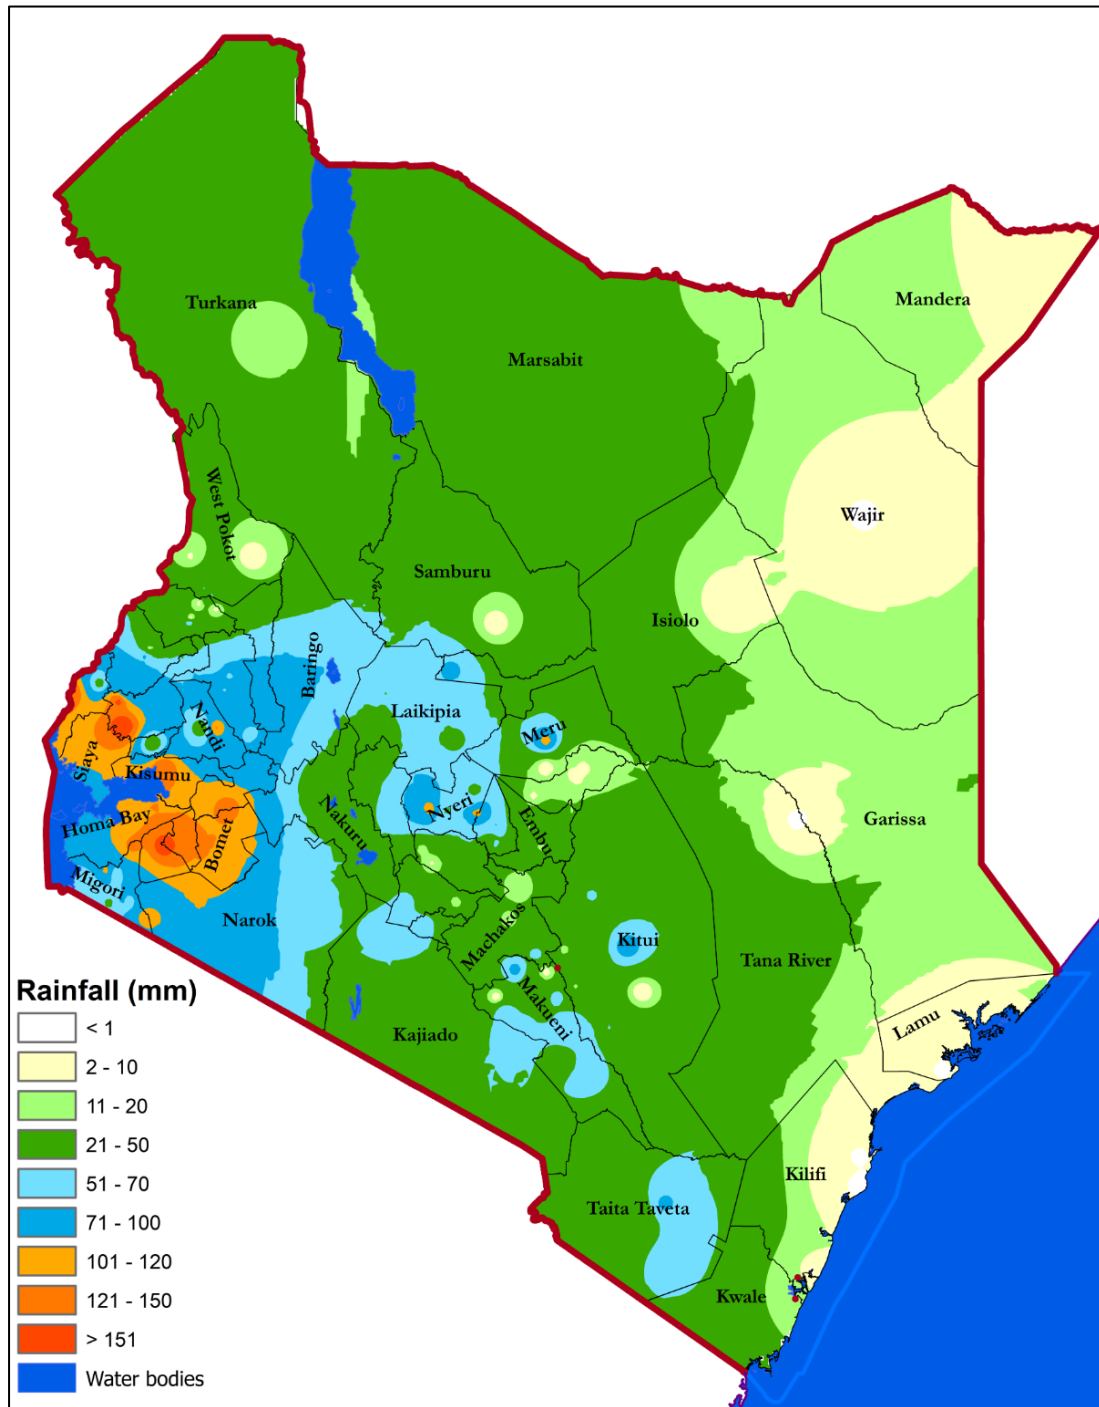 Turkana
Mandera
Marsabit
West Pokot
Wajir
Samburu
Isiolo
Baringo
Laikipia
Meru
Nandi
Siaya
Kisumu
Homa Bay
Bomet
Nakuru
Nyeri
Embu
Garissa
Migori
Narok
Machakos
Kitui
Tana River
Makueni
Kajiado
Lamu
Kilifi
Taita Taveta
Kwale
Rainfall (mm)
< 1
2 - 10
11 - 20
21 - 50
51 - 70
71 - 100
101 - 120
121 - 150
> 151
Water bodies